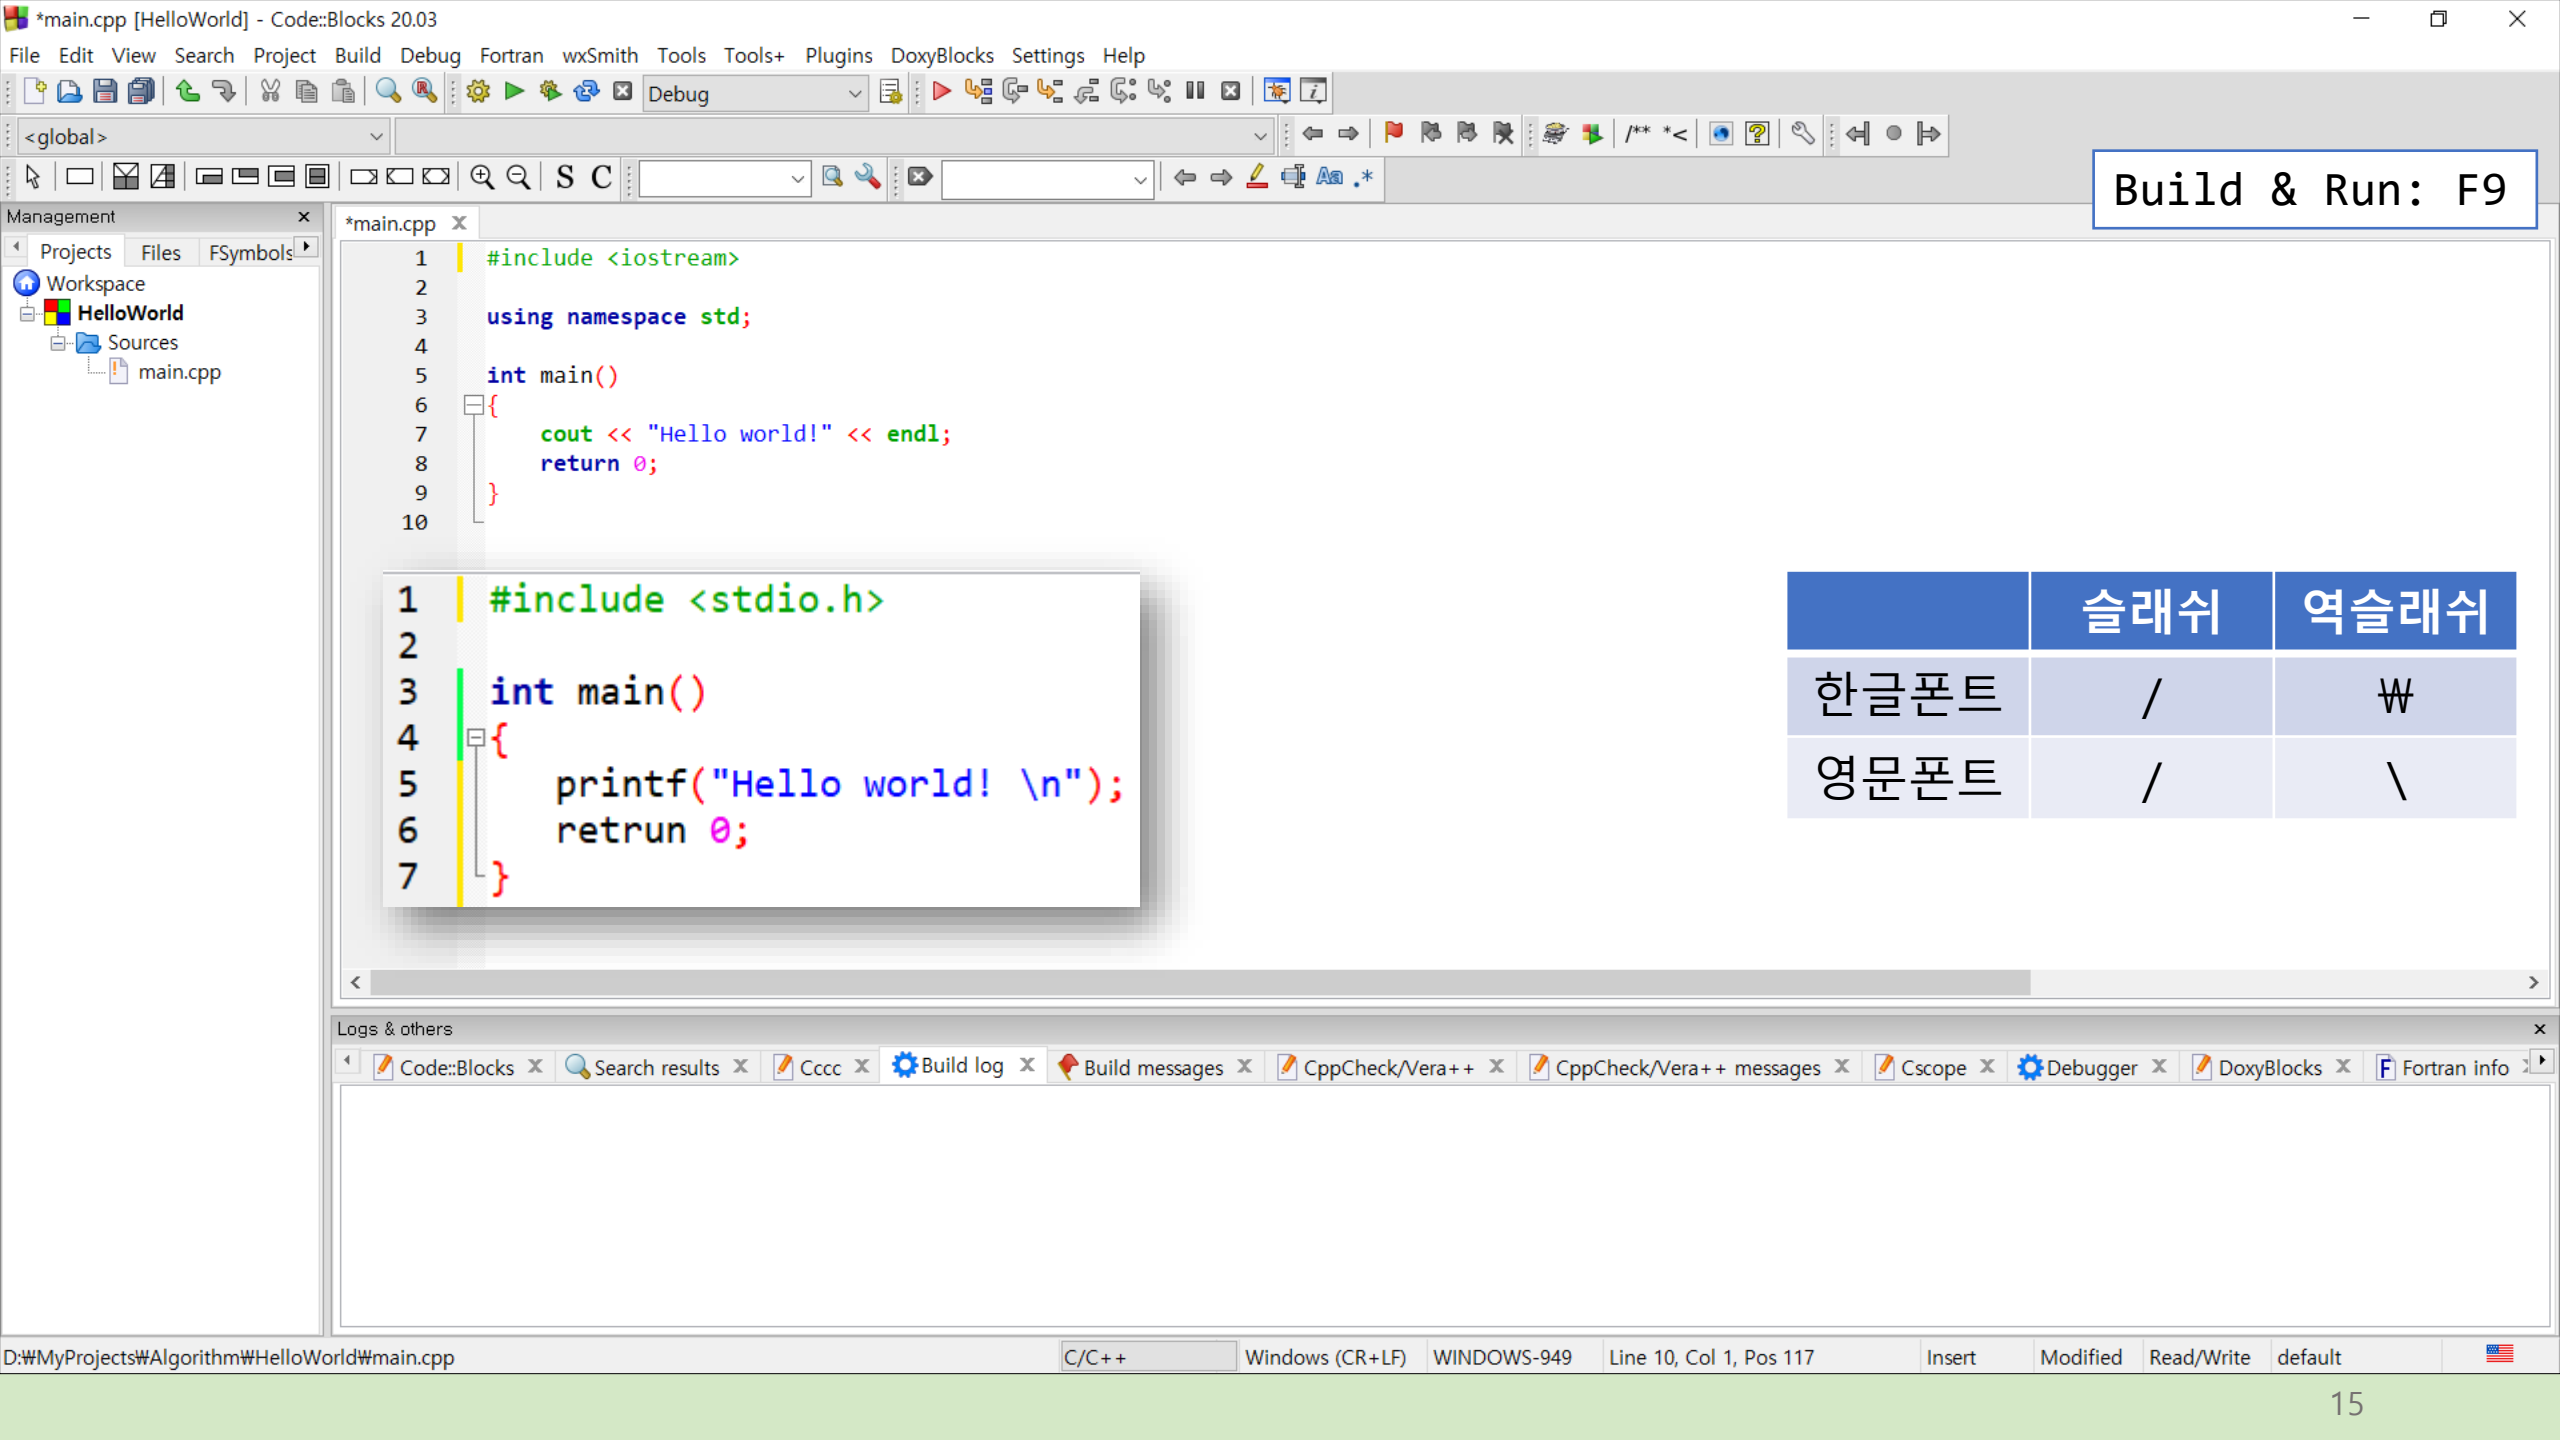 *main.cpp [HelloWorld] - Code::Blocks 20.03
File Edit View Search Project Build Debug Fortran wxSmith Tools Tools+ Plugins DoxyBlocks Settings Help
Debug
<global>
/** *<
S C
Aa .*
Build & Run: F9
Management
Projects Files FSymbols
Workspace
HelloWorld
Sources
main.cpp
*main.cpp
1 #include <iostream>
2
3 using namespace std;
4
5 int main()
6 {
7 cout << "Hello world!" << endl;
8 return 0;
9 }
10
1 #include <stdio.h>
2
3 int main()
4 {
5 printf("Hello world! \n");
6 retrun 0;
7 }
슬래쉬 역슬래쉬
한글폰트 / ₩
영문폰트 / \
Logs & others
Code::Blocks Search results Cccc Build log Build messages CppCheck/Vera++ CppCheck/Vera++ messages Cscope Debugger DoxyBlocks Fortran info
D:₩MyProjects₩Algorithm₩HelloWorld₩main.cpp C/C++ Windows (CR+LF) WINDOWS-949 Line 10, Col 1, Pos 117 Insert Modified Read/Write default
15